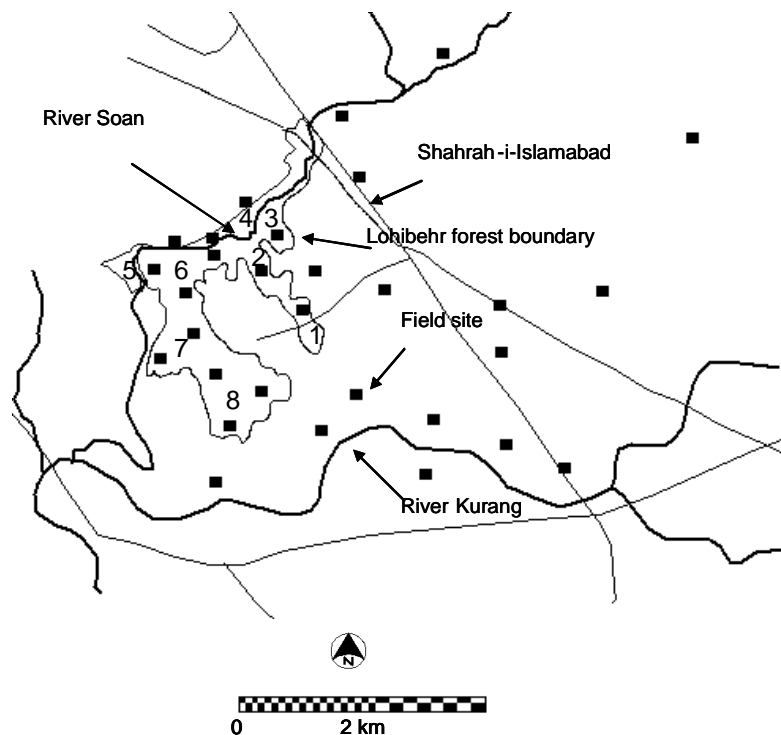 River Soan
Shahrah-i-Islamabad
4
3
Lohibehr forest boundary
2
5
6
Field site
1
7
8
River Kurang
N
0
2 km